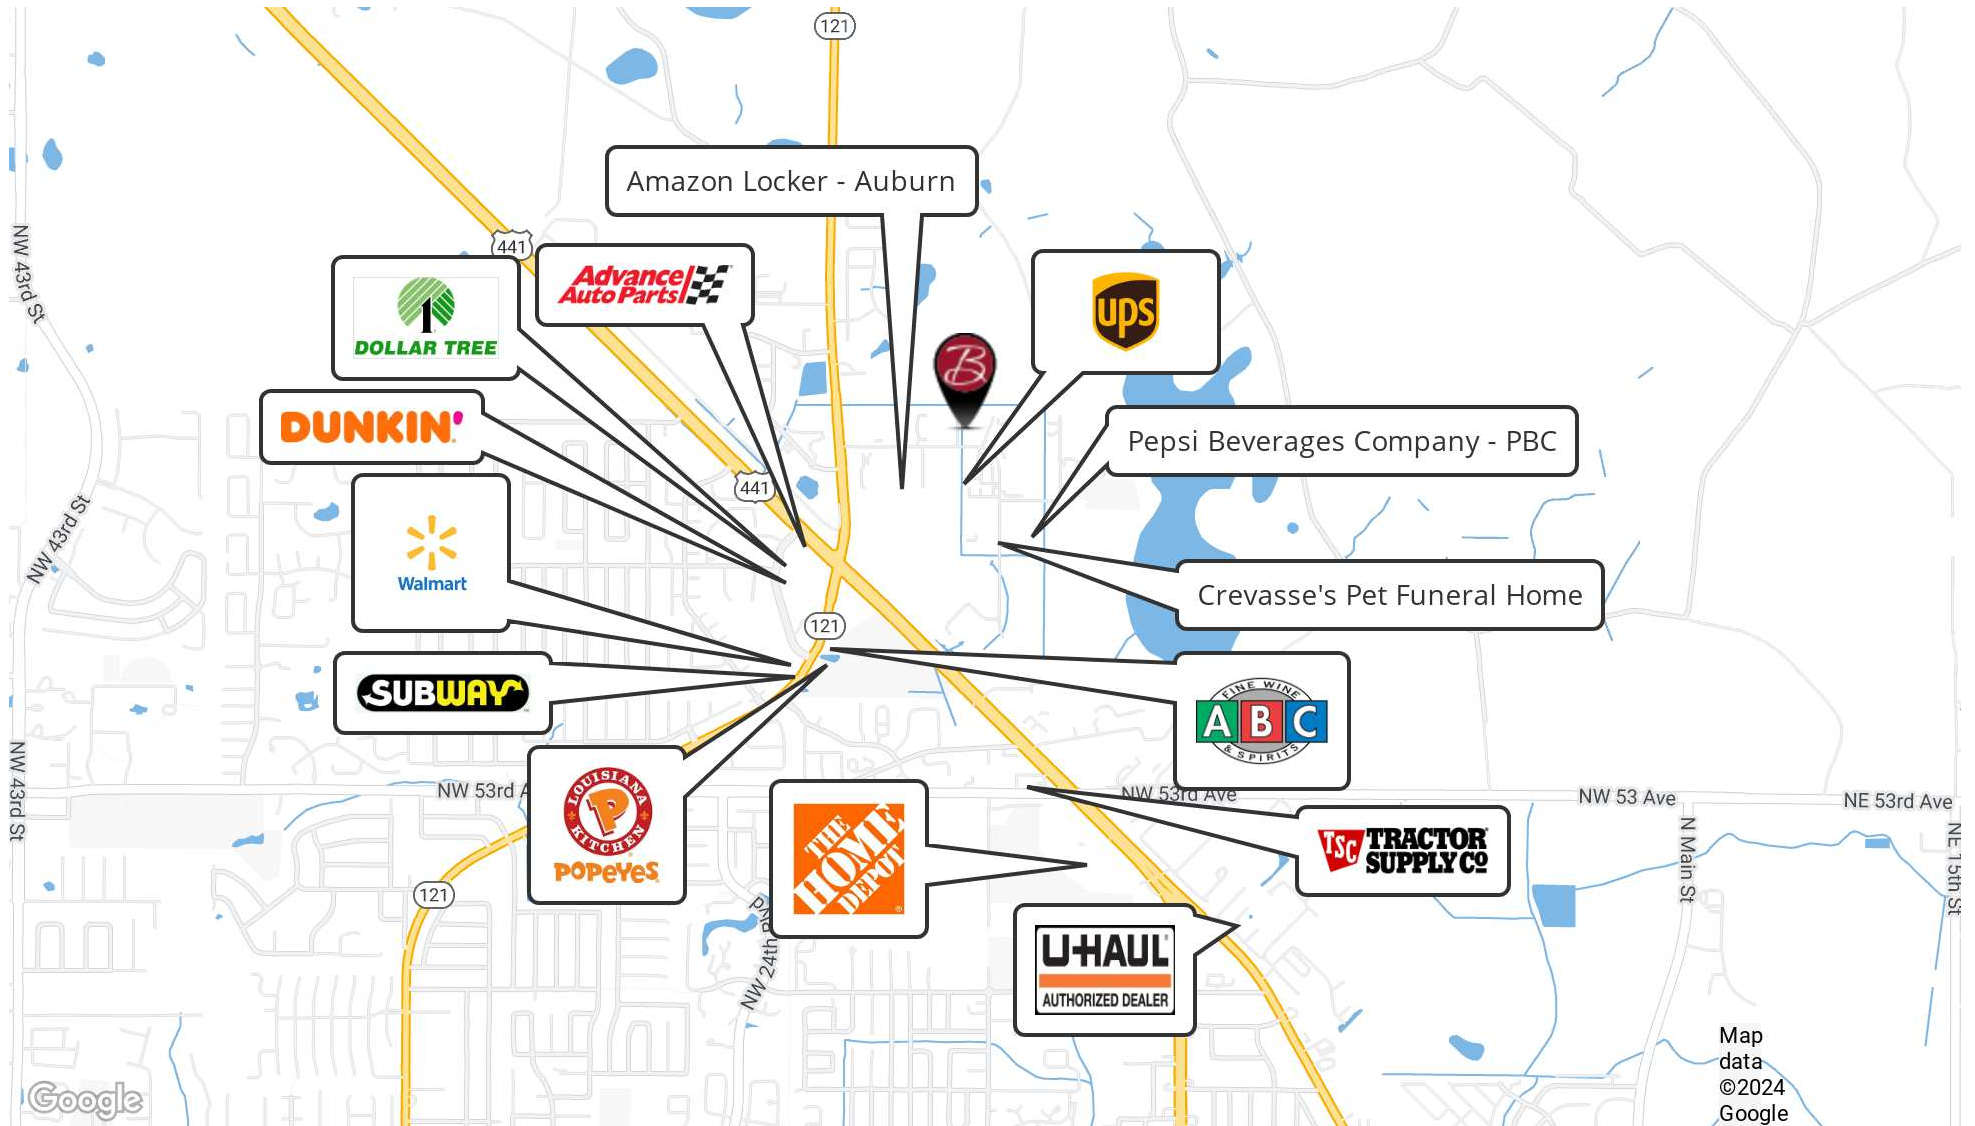 121
Amazon Locker - Auburn
NW 43rd St
441
Advance
Auto Parts
1
DOLLAR TREE
ups
B
DUNKIN'
Pepsi Beverages Company - PBC
441
NW 43rd St
Walmart
Crevasse's Pet Funeral Home
121
SUBWAY
FINE WINE
ABC
& SPIRITS
NW 43rd St
NW 53rd A
LOUISIANA
P
KITCHEN
POPEYES
NW 53rd Ave
NW 53 Ave
NE 53rd Ave
THE
HOME
DEPOT
TSC
TRACTOR
SUPPLY CO
N Main St
NE 15th St
121
NW 24th
U-HAUL
AUTHORIZED DEALER
Map
data
©2024
Google
Google